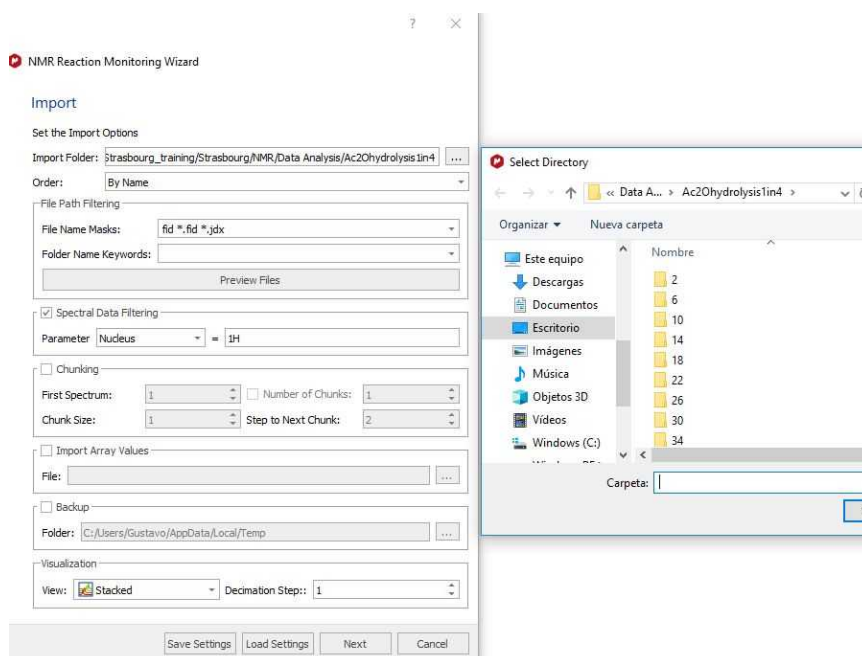 NMR Reaction Monitoring Wizard
Import
Set the Import Options
Import Folder: Strasbourg_training/Strasbourg/NMR/Data Analysis/Ac2Ohydrolysis1in4 ...
Order: By Name
File Path Filtering
File Name Masks: fid *.fid *.jdx
Folder Name Keywords:
Preview Files
Spectral Data Filtering
Parameter Nucleus = 1H
Chunking
First Spectrum: 1 Number of Chunks: 1
Chunk Size: 1 Step to Next Chunk: 2
Import Array Values
File: ...
Backup
Folder: C:/Users/Gustavo/AppData/Local/Temp ...
Visualization
View: Stacked Decimation Step:: 1
Save Settings Load Settings Next Cancel
Select Directory
« Data A... › Ac2Ohydrolysis1in4 ›
Organizar Nueva carpeta
Este equipo
Descargas
Documentos
Escritorio
Imágenes
Música
Objetos 3D
Vídeos
Windows (C:)
Nombre
2
6
10
14
18
22
26
30
34
Carpeta: